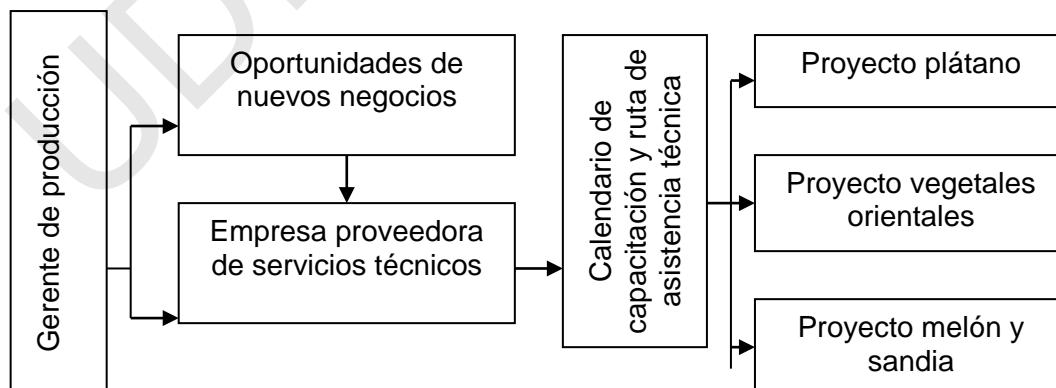 Gerente de producción
Oportunidades de
nuevos negocios
Empresa proveedora
de servicios técnicos
Calendario de
capacitación y ruta de
asistencia técnica
Proyecto plátano
Proyecto vegetales
orientales
Proyecto melón y
sandia